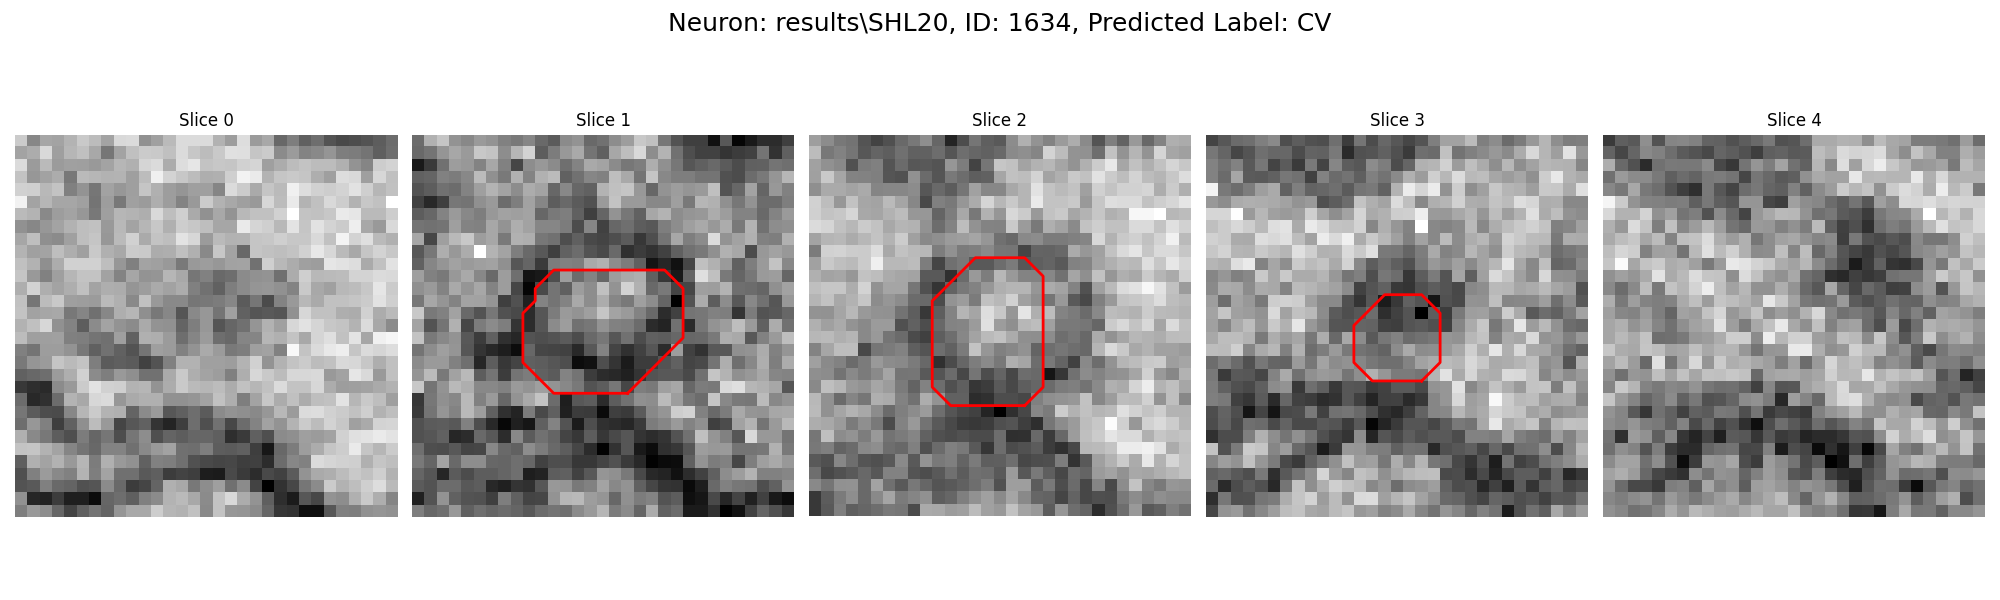 Neuron: results\SHL20, ID: 1634, Predicted Label: CV
Slice 0
Slice 1
Slice 2
Slice 3
Slice 4